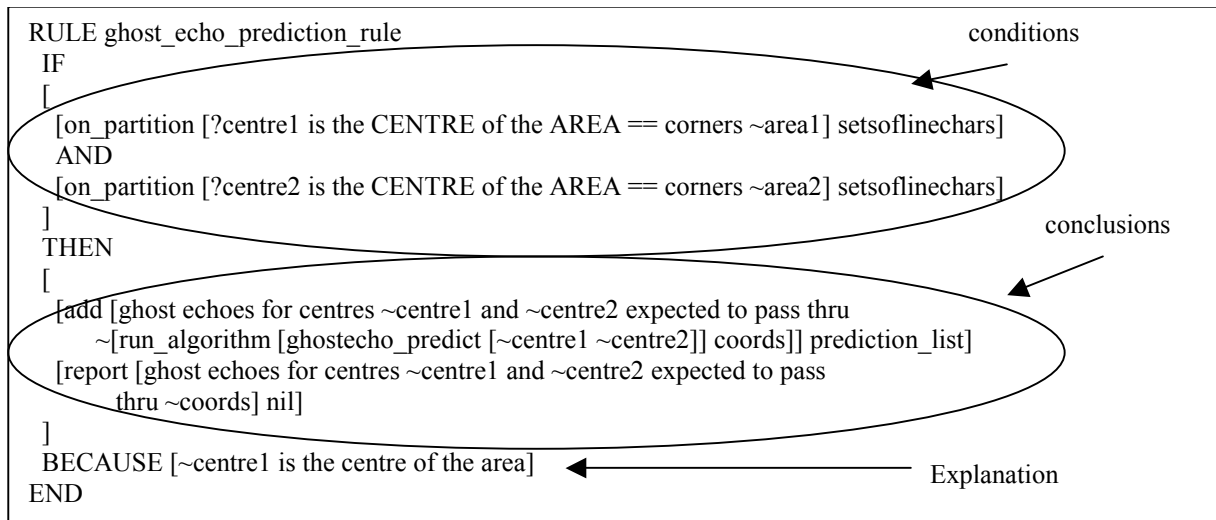 RULE ghost_echo_prediction_rule
conditions
IF
[
[on_partition [?centre1 is the CENTRE of the AREA == corners ~area1] setsoflinechars]
AND
[on_partition [?centre2 is the CENTRE of the AREA == corners ~area2] setsoflinechars]
]
THEN
conclusions
[
[add [ghost echoes for centres ~centre1 and ~centre2 expected to pass thru
~[run_algorithm [ghostecho_predict [~centre1 ~centre2]] coords]] prediction_list]
[report [ghost echoes for centres ~centre1 and ~centre2 expected to pass
thru ~coords] nil]
]
BECAUSE [~centre1 is the centre of the area]
Explanation
END